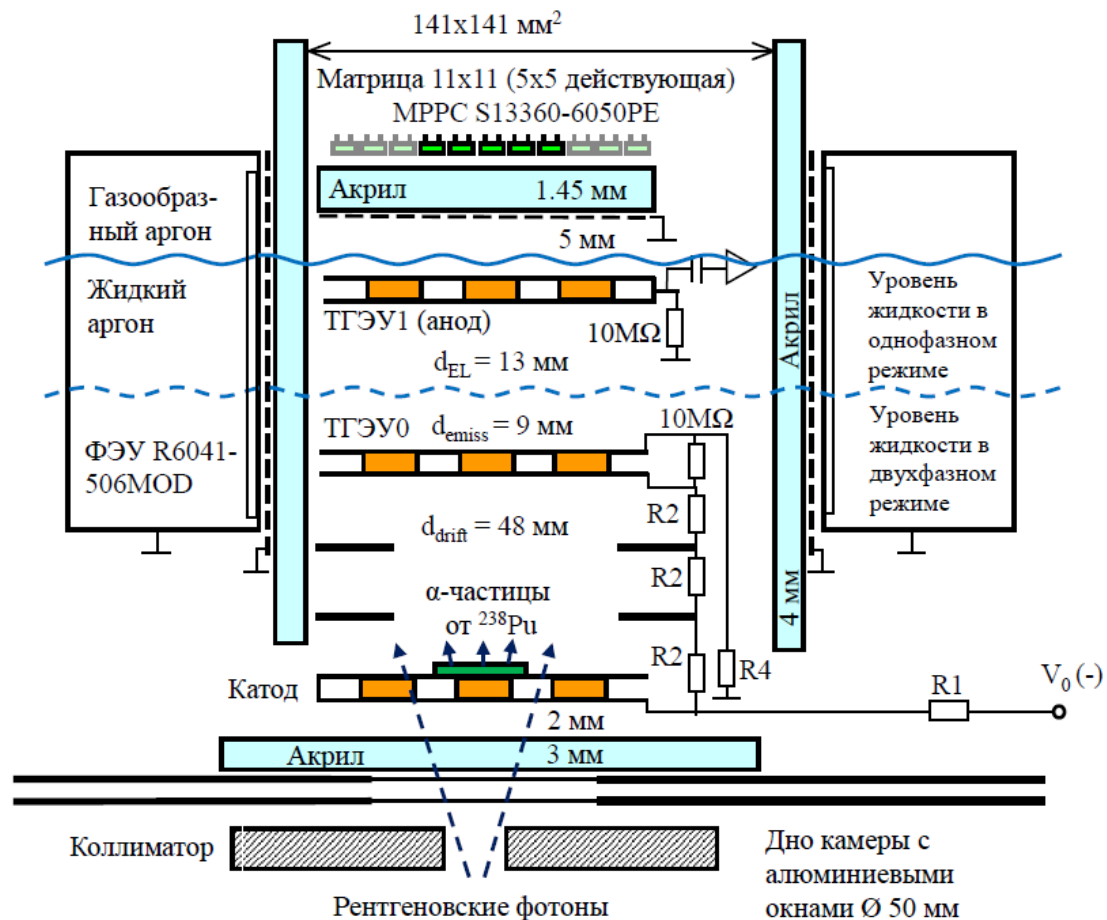 141x141 мм²
Матрица 11x11 (5x5 действующая)
MPPC S13360-6050PE
Акрил 1.45 мм
5 мм
Газообраз-
ный аргон
Жидкий
аргон
ФЭУ R6041-
506MOD
ТГЭУ1 (анод)
10MΩ
d_EL = 13 мм
ТГЭУ0
d_emiss = 9 мм
10MΩ
R2
d_drift = 48 мм
R2
α-частицы
от ²³⁸Pu
R2
R4
Катод
R1
V₀ (-)
2 мм
Акрил 3 мм
Акрил
4 мм
Уровень
жидкости в
однофазном
режиме
Уровень
жидкости в
двухфазном
режиме
Коллиматор
Рентгеновские фотоны
Дно камеры с
алюминиевыми
окнами Ø 50 мм